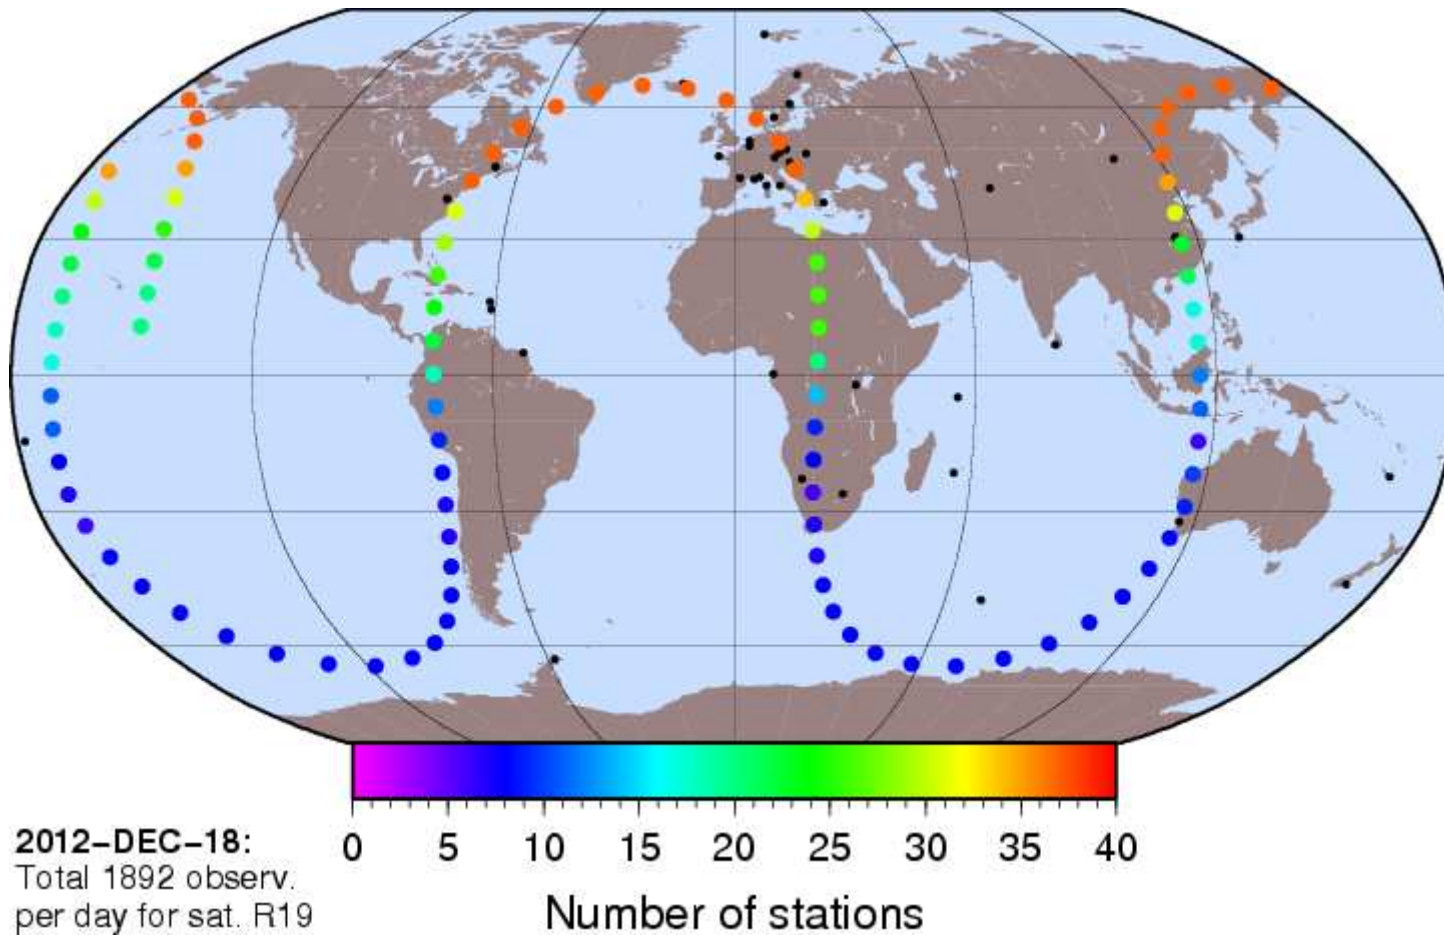 0 5 10 15 20 25 30 35 40
Number of stations
2012-DEC-18:
Total 1892 observ.
per day for sat. R19